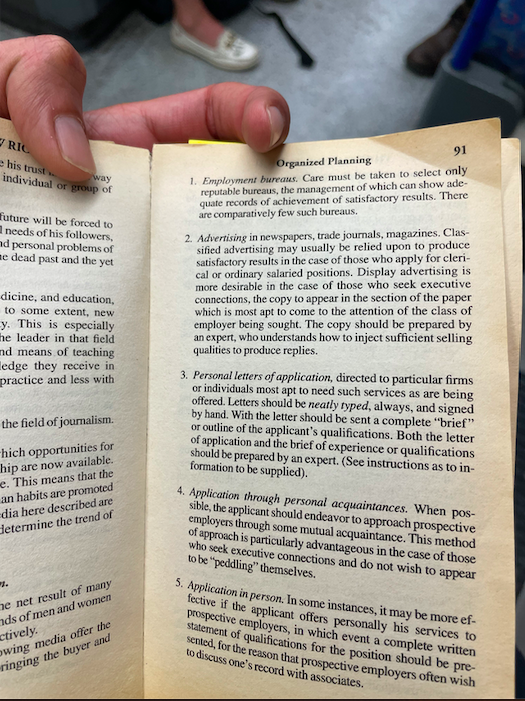 his trust way
individual or group of
future will be forced to
needs of his followers,
personal problems of
dead past and the yet
and education,
to some extent, new
This is especially
leader in that field
means of teaching
they receive in
practice and less with
the field of journalism.
which opportunities for
are now available.
This means that the
habits are promoted
here described are
determine the trend of
net result of many
of men and women
media offer the
the buyer and
Organized Planning 91
1. Employment bureaus. Care must be taken to select only
reputable bureaus, the management of which can show ade-
quate records of achievement of satisfactory results. There
are comparatively few such bureaus.
2. Advertising in newspapers, trade journals, magazines. Clas-
sified advertising may usually be relied upon to produce
satisfactory results in the case of those who apply for cleri-
cal or ordinary salaried positions. Display advertising is
more desirable in the case of those who seek executive
connections, the copy to appear in the section of the paper
which is most apt to come to the attention of the class of
employer being sought. The copy should be prepared by
an expert, who understands how to inject sufficient selling
qualities to produce replies.
3. Personal letters of application, directed to particular firms
or individuals most apt to need such services as are being
offered. Letters should be neatly typed, always, and signed
by hand. With the letter should be sent a complete "brief"
or outline of the applicant's qualifications. Both the letter
of application and the brief of experience or qualifications
should be prepared by an expert. (See instructions as to in-
formation to be supplied).
4. Application through personal acquaintances. When pos-
sible, the applicant should endeavor to approach prospective
employers through some mutual acquaintance. This method
of approach is particularly advantageous in the case of those
who seek executive connections and do not wish to appear
to be "peddling" themselves.
5. Application in person. In some instances, it may be more ef-
fective if the applicant offers personally his services to
prospective employers, in which event a complete written
statement of qualifications for the position should be pre-
sented, for the reason that prospective employers often wish
to discuss one's record with associates.